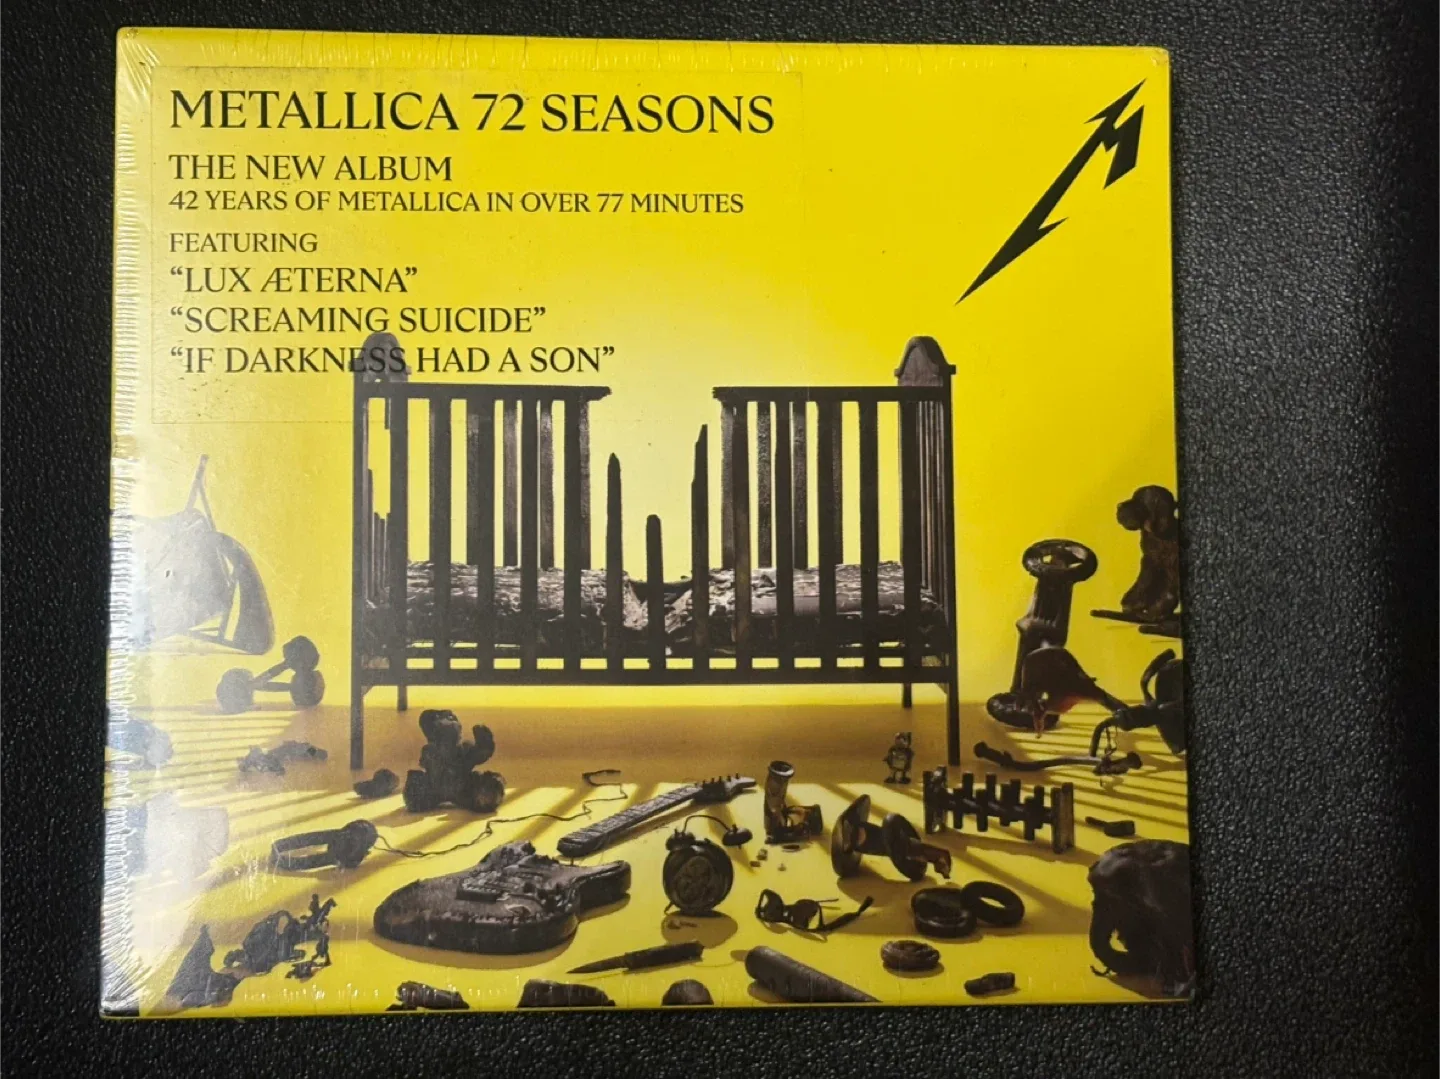 METALLICA 72 SEASONS
THE NEW ALBUM
42 YEARS OF METALLICA IN OVER 77 MINUTES
FEATURING
“LUX ÆTERNA”
“SCREAMING SUICIDE”
“IF DARKNESS HAD A SON”
M